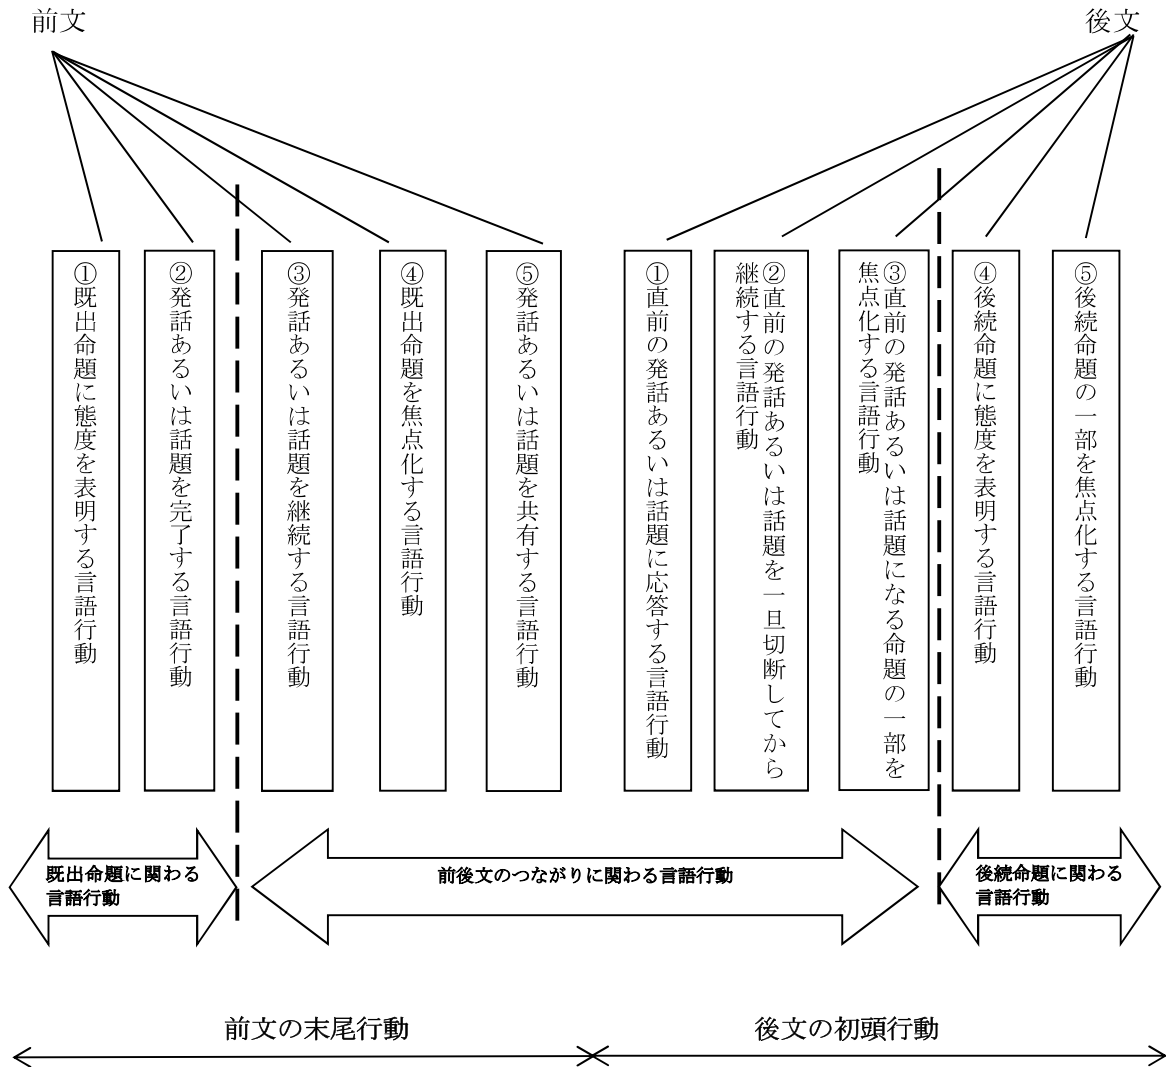 前文
後文
①既出命題に態度を表明する言語行動
②発話あるいは話題を完了する言語行動
③発話あるいは話題を継続する言語行動
④既出命題を焦点化する言語行動
⑤発話あるいは話題を共有する言語行動
①直前の発話あるいは話題に応答する言語行動
②直前の発話あるいは話題を一旦切断してから
継続する言語行動
③直前の発話あるいは話題になる命題の一部を
焦点化する言語行動
④後続命題に態度を表明する言語行動
⑤後続命題の一部を焦点化する言語行動
既出命題に関わる
言語行動
前後文のつながりに関わる言語行動
後続命題に関わる
言語行動
前文の末尾行動
後文の初頭行動